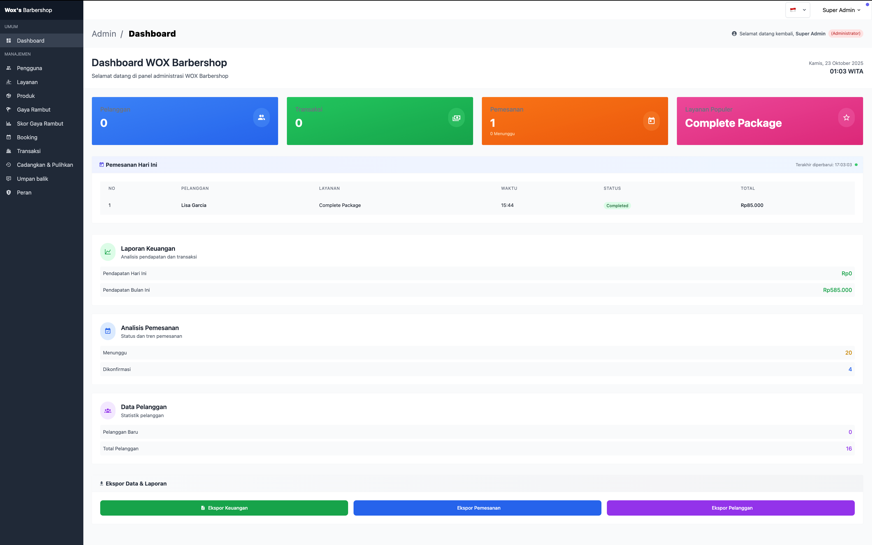 Wox's Barbershop
Super Admin
UMUM
Dashboard
MANAJEMEN
Pengguna
Layanan
Produk
Gaya Rambut
Skor Gaya Rambut
Booking
Transaksi
Cadangkan & Pulihkan
Umpan balik
Peran
Admin / Dashboard
Selamat datang kembali, Super Admin (Administrator)
Dashboard WOX Barbershop
Selamat datang di panel administrasi WOX Barbershop
Kamis, 23 Oktober 2025
01:03 WITA
0
0
Pemesanan
1
0 Menunggu
Complete Package
Pemesanan Hari Ini
Terakhir diperbarui: 17:03:03
NO PELANGGAN LAYANAN WAKTU STATUS TOTAL
1 Lisa Garcia Complete Package 15:44 Completed Rp85.000
Laporan Keuangan
Analisis pendapatan dan transaksi
Pendapatan Hari Ini Rp0
Pendapatan Bulan Ini Rp585.000
Analisis Pemesanan
Status dan tren pemesanan
Menunggu 20
Dikonfirmasi 4
Data Pelanggan
Statistik pelanggan
Pelanggan Baru 0
Total Pelanggan 16
Ekspor Data & Laporan
Ekspor Keuangan
Ekspor Pemesanan
Ekspor Pelanggan